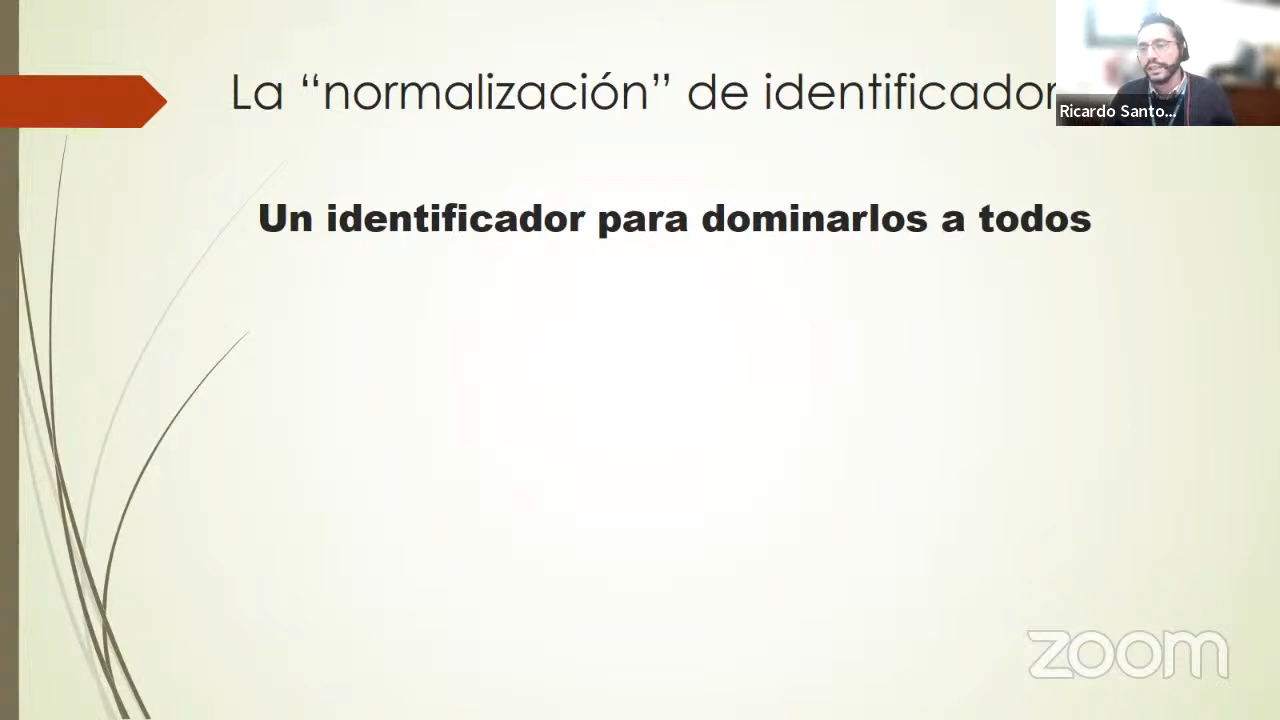 La “normalización” de identificador
Ricardo Santo...
Un identificador para dominarlos a todos
zoom